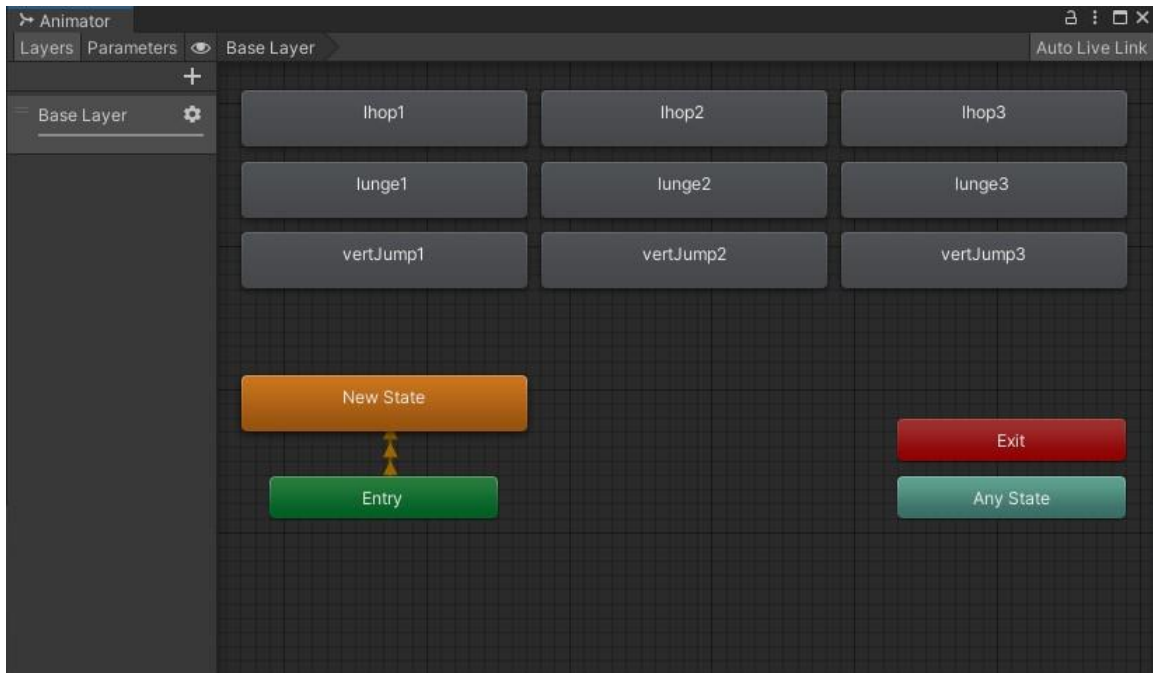 Animator
Layers Parameters Base Layer Auto Live Link
Base Layer
lhop1 lhop2 lhop3
lunge1 lunge2 lunge3
vertJump1 vertJump2 vertJump3
New State
Exit
Entry Any State